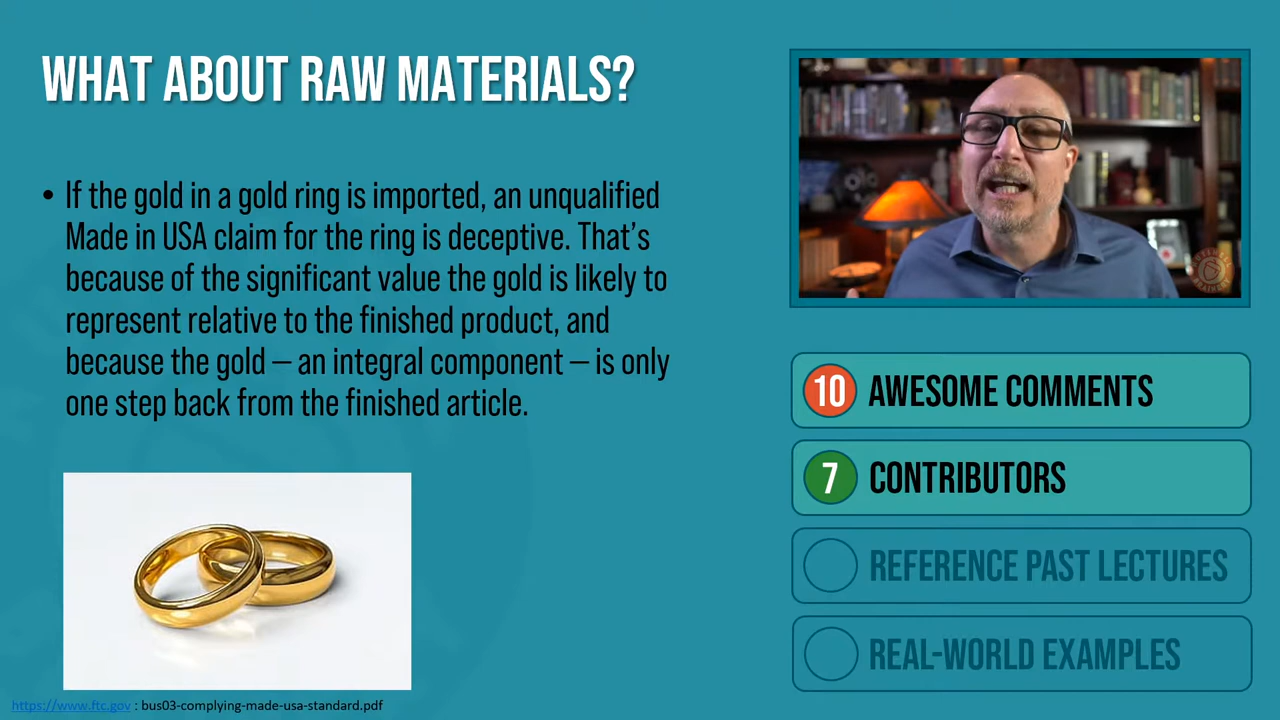 WHAT ABOUT RAW MATERIALS?
• If the gold in a gold ring is imported, an unqualified
Made in USA claim for the ring is deceptive. That’s
because of the significant value the gold is likely to
represent relative to the finished product, and
because the gold – an integral component – is only
one step back from the finished article.
https://www.ftc.gov : bus03-complying-made-usa-standard.pdf
10 AWESOME COMMENTS
7 CONTRIBUTORS
REFERENCE PAST LECTURES
REAL-WORLD EXAMPLES